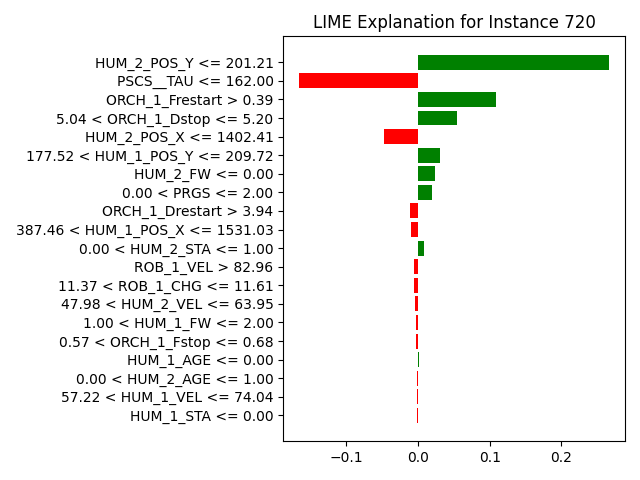 LIME Explanation for Instance 720
HUM_2_POS_Y <= 201.21
PSCS__TAU <= 162.00
ORCH_1_Frestart > 0.39
5.04 < ORCH_1_Dstop <= 5.20
HUM_2_POS_X <= 1402.41
177.52 < HUM_1_POS_Y <= 209.72
HUM_2_FW <= 0.00
0.00 < PRGS <= 2.00
ORCH_1_Drestart > 3.94
387.46 < HUM_1_POS_X <= 1531.03
0.00 < HUM_2_STA <= 1.00
ROB_1_VEL > 82.96
11.37 < ROB_1_CHG <= 11.61
47.98 < HUM_2_VEL <= 63.95
1.00 < HUM_1_FW <= 2.00
0.57 < ORCH_1_Fstop <= 0.68
HUM_1_AGE <= 0.00
0.00 < HUM_2_AGE <= 1.00
57.22 < HUM_1_VEL <= 74.04
HUM_1_STA <= 0.00
−0.1 0.0 0.1 0.2